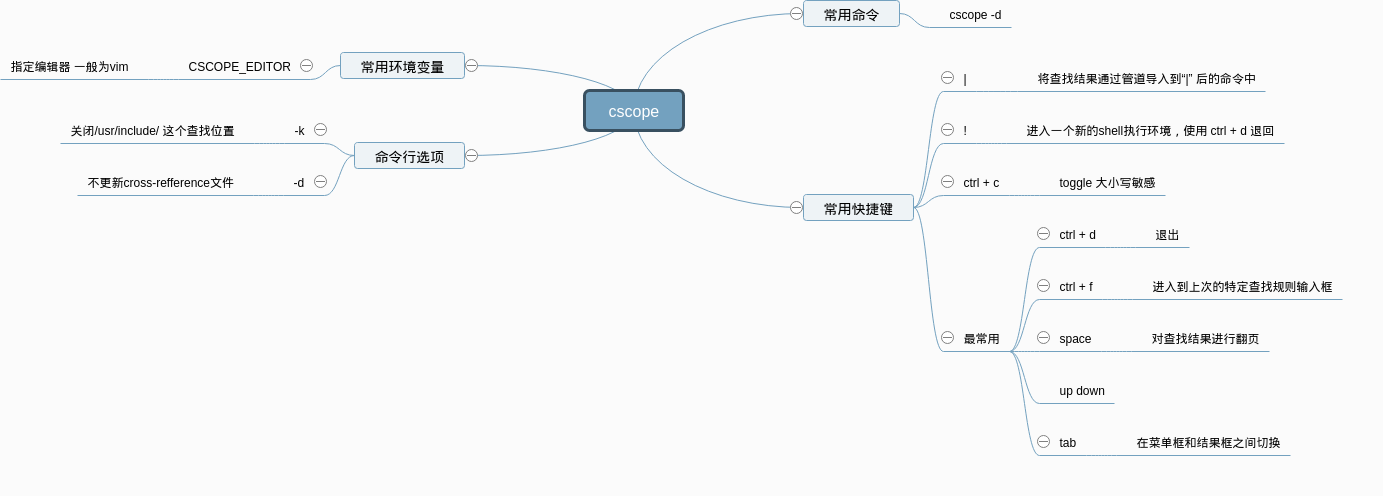 cscope
常用命令
cscope -d
常用环境变量
CSCOPE_EDITOR
指定编辑器 一般为vim
命令行选项
-k
关闭/usr/include/ 这个查找位置
-d
不更新cross-refference文件
常用快捷键
|
将查找结果通过管道导入到“|” 后的命令中
!
进入一个新的shell执行环境，使用 ctrl + d 退回
ctrl + c
toggle 大小写敏感
最常用
ctrl + d
退出
ctrl + f
进入到上次的特定查找规则输入框
space
对查找结果进行翻页
up down
tab
在菜单框和结果框之间切换